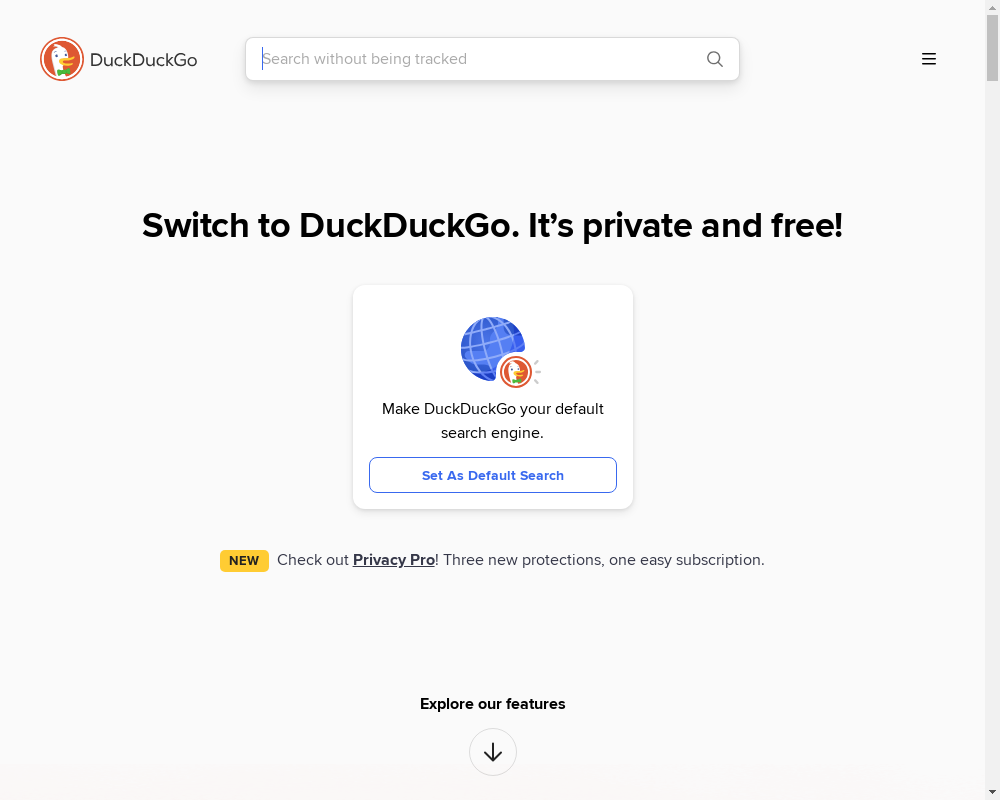 DuckDuckGo
Search without being tracked
Switch to DuckDuckGo. It’s private and free!
Make DuckDuckGo your default
search engine.
Set As Default Search
NEW Check out Privacy Pro! Three new protections, one easy subscription.
Explore our features